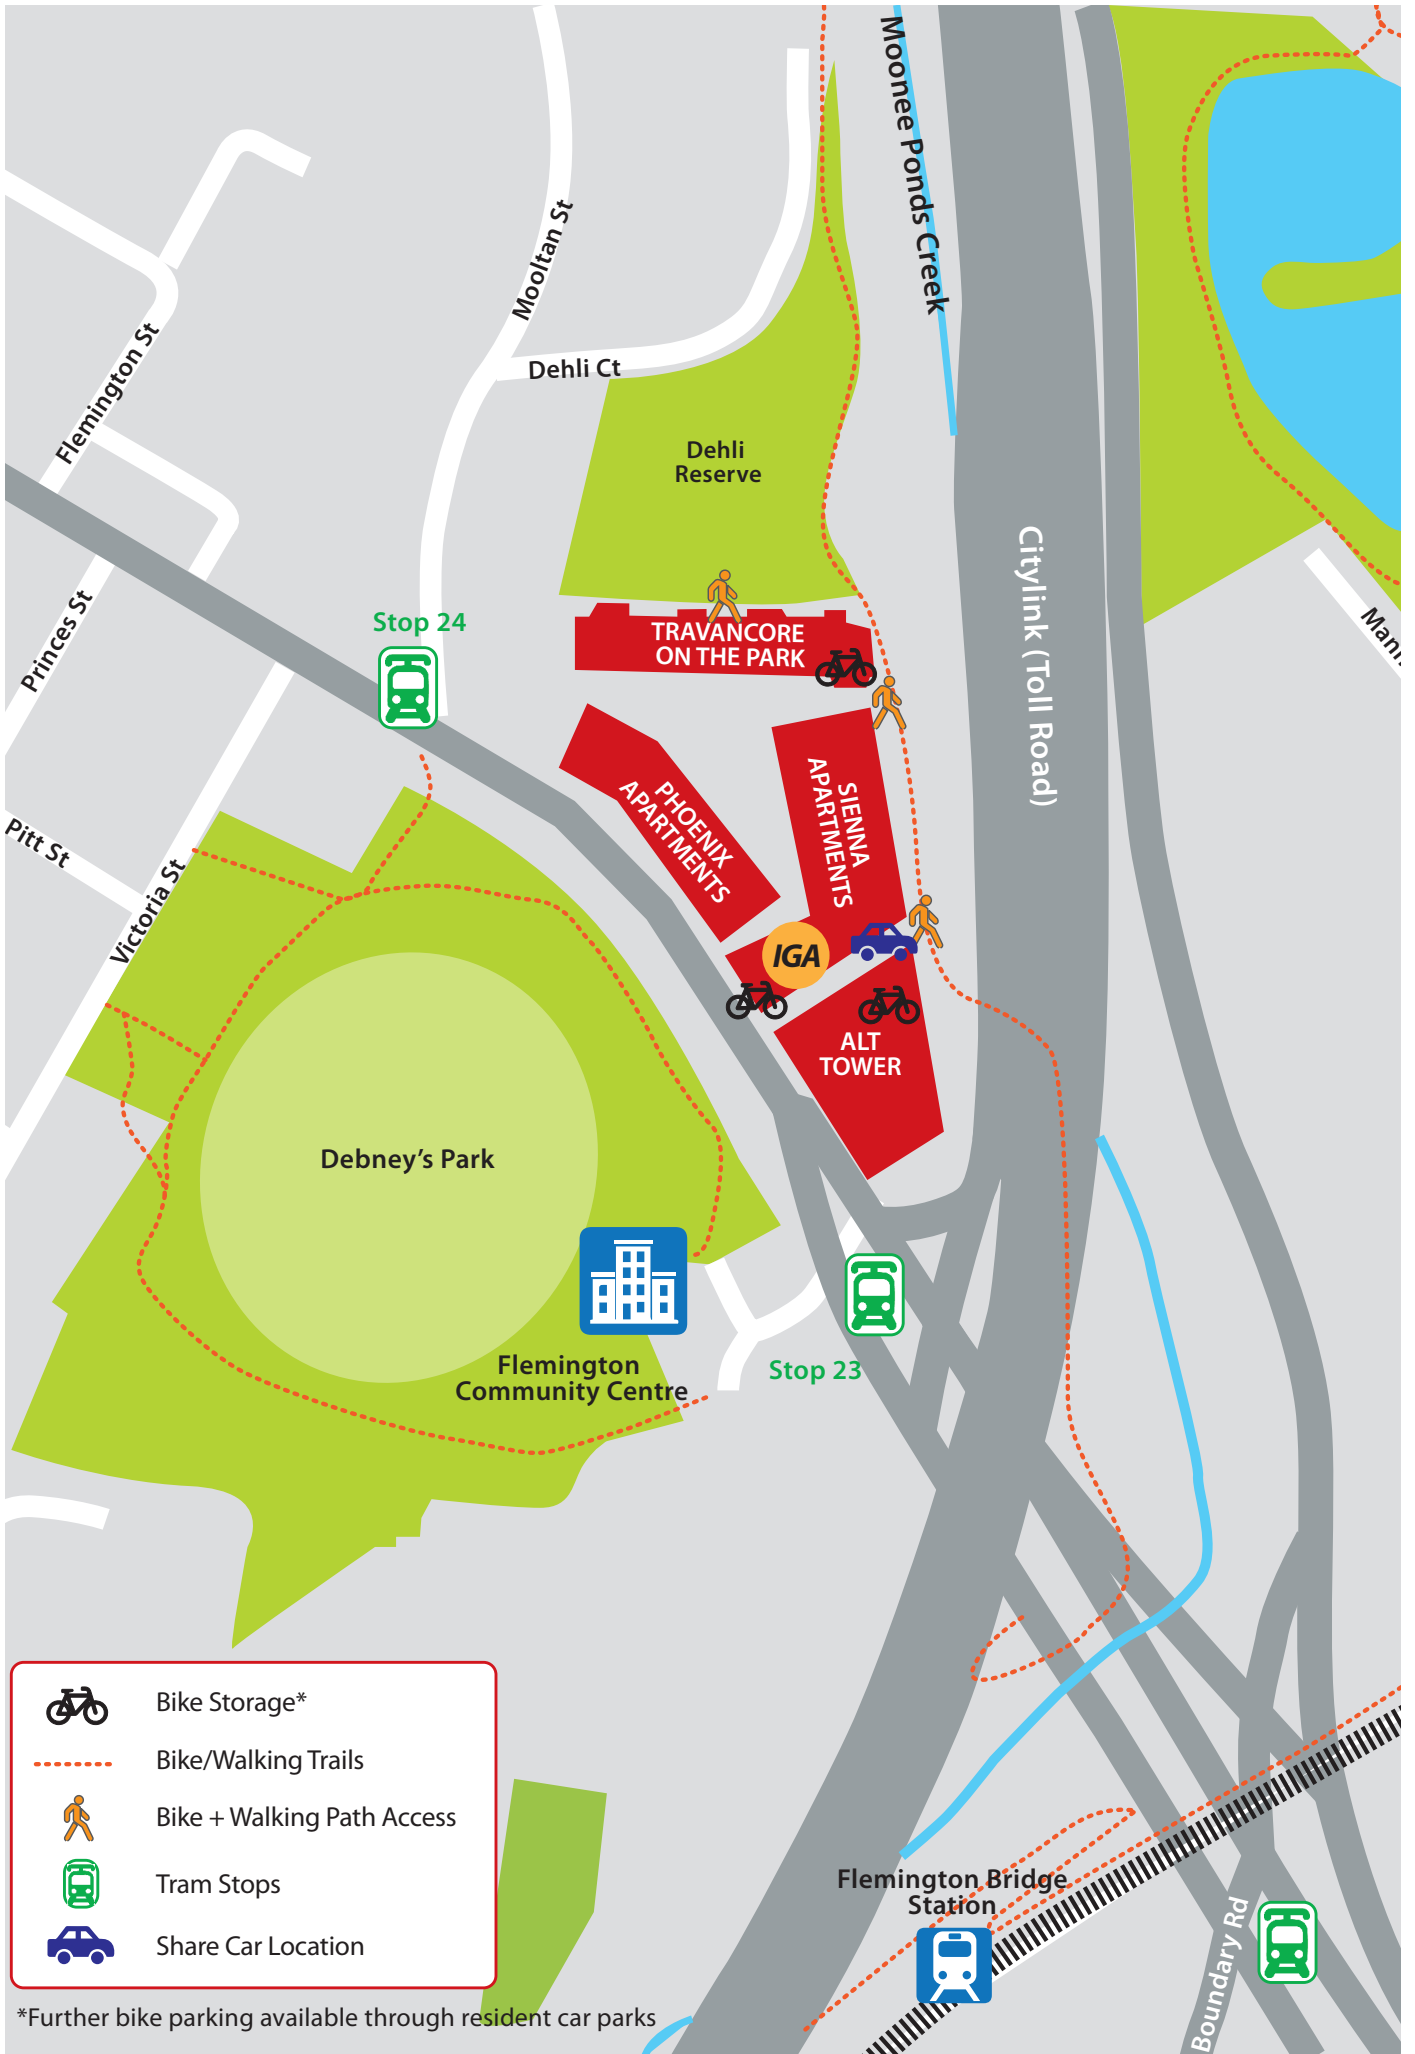 Moonee Ponds Creek
Mooltan St
Flemington St
Dehli Ct
Dehli
Reserve
Citylink (Toll Road)
Princes St
Stop 24
TRAVANCORE
ON THE PARK
PHOENIX
APARTMENTS
SIENNA
APARTMENTS
Pitt St
Victoria St
IGA
ALT
TOWER
Debney's Park
Flemington
Community Centre
Stop 23
Bike Storage*
Bike/Walking Trails
Bike + Walking Path Access
Tram Stops
Share Car Location
*Further bike parking available through resident car parks
Flemington Bridge
Station
Boundary Rd